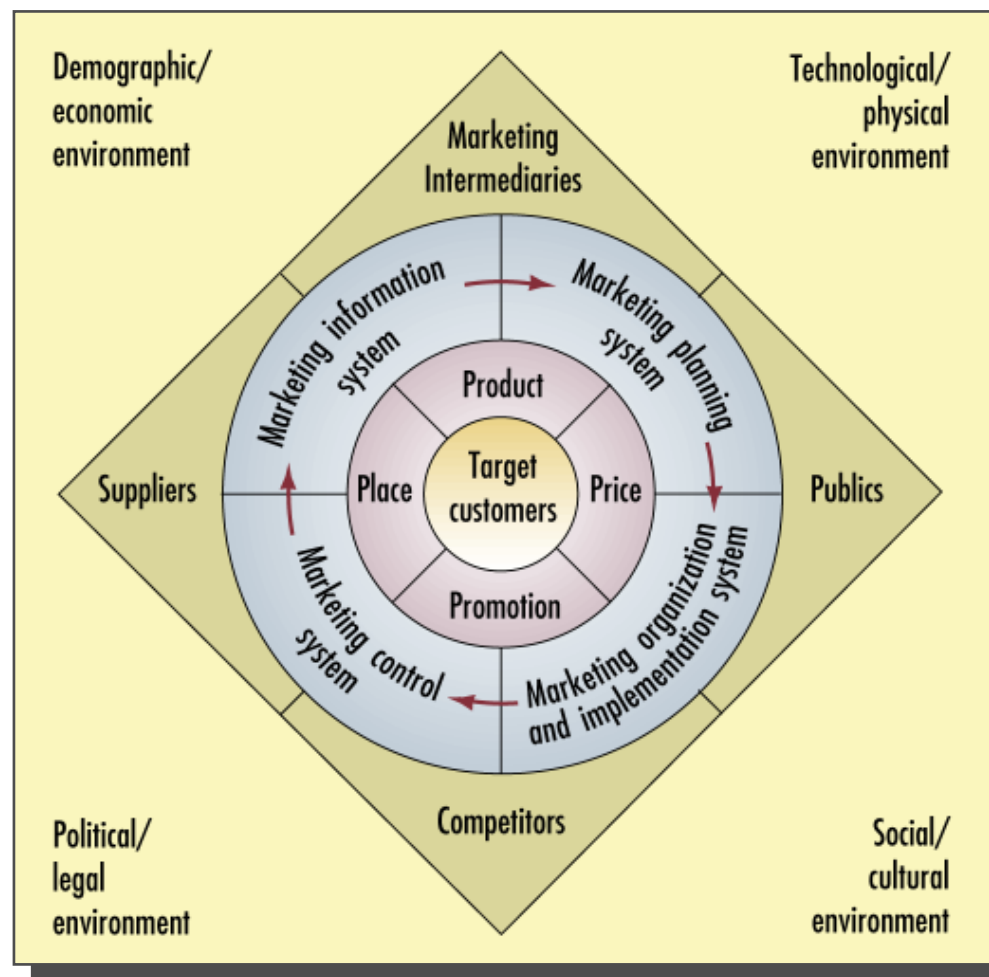 Demographic/
economic
environment
Technological/
physical
environment
Marketing
Intermediaries
Marketing information
system
Marketing planning
system
Product
Suppliers
Place
Target
customers
Price
Publics
Promotion
Marketing control
system
Marketing organization
and implementation system
Competitors
Political/
legal
environment
Social/
cultural
environment